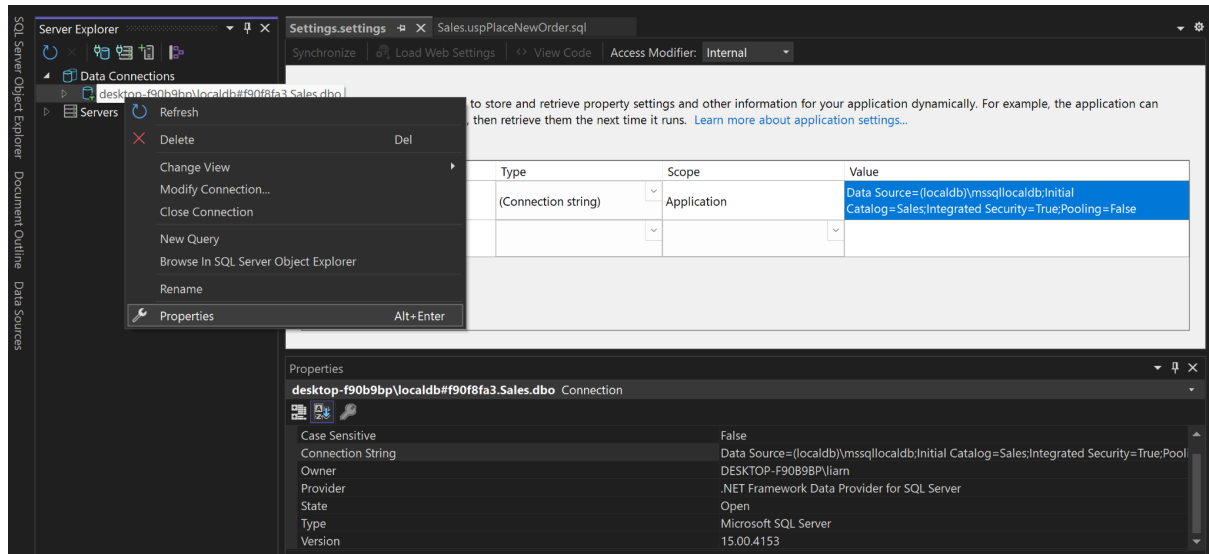 SQL Server Object Explorer
Document Outline
Data Sources
Server Explorer
Data Connections
desktop-f90b9bp\localdb#f90f8fa3.Sales.dbo
Servers
Refresh
Delete Del
Change View
Modify Connection...
Close Connection
New Query
Browse In SQL Server Object Explorer
Rename
Properties Alt+Enter
Settings.settings Sales.uspPlaceNewOrder.sql
Synchronize Load Web Settings View Code Access Modifier: Internal
to store and retrieve property settings and other information for your application dynamically. For example, the application can
, then retrieve them the next time it runs. Learn more about application settings...
Type Scope Value
(Connection string) Application Data Source=(localdb)\mssqllocaldb;Initial
Catalog=Sales;Integrated Security=True;Pooling=False
Properties
desktop-f90b9bp\localdb#f90f8fa3.Sales.dbo Connection
Case Sensitive False
Connection String Data Source=(localdb)\mssqllocaldb;Initial Catalog=Sales;Integrated Security=True;Pooli
Owner DESKTOP-F90B9BP\liarn
Provider .NET Framework Data Provider for SQL Server
State Open
Type Microsoft SQL Server
Version 15.00.4153